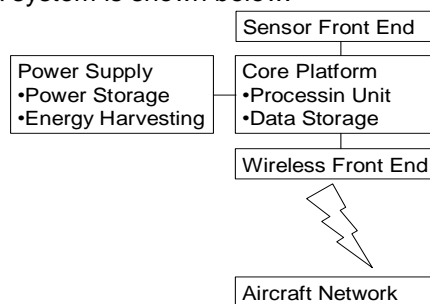 system is shown below.
Sensor Front End
Power Supply
•Power Storage
•Energy Harvesting
Core Platform
•Processin Unit
•Data Storage
Wireless Front End
Aircraft Network